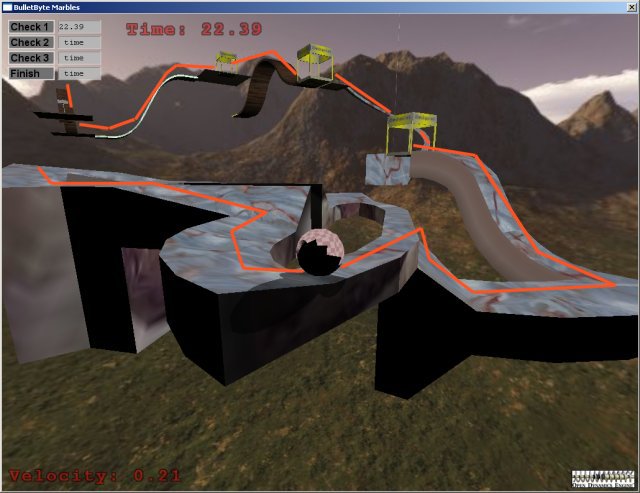 BulletByte Marbles
Check 1 22.39
Time: 22.39
Check 2 time
Check 3 time
Finish time
Velocity: 0.21